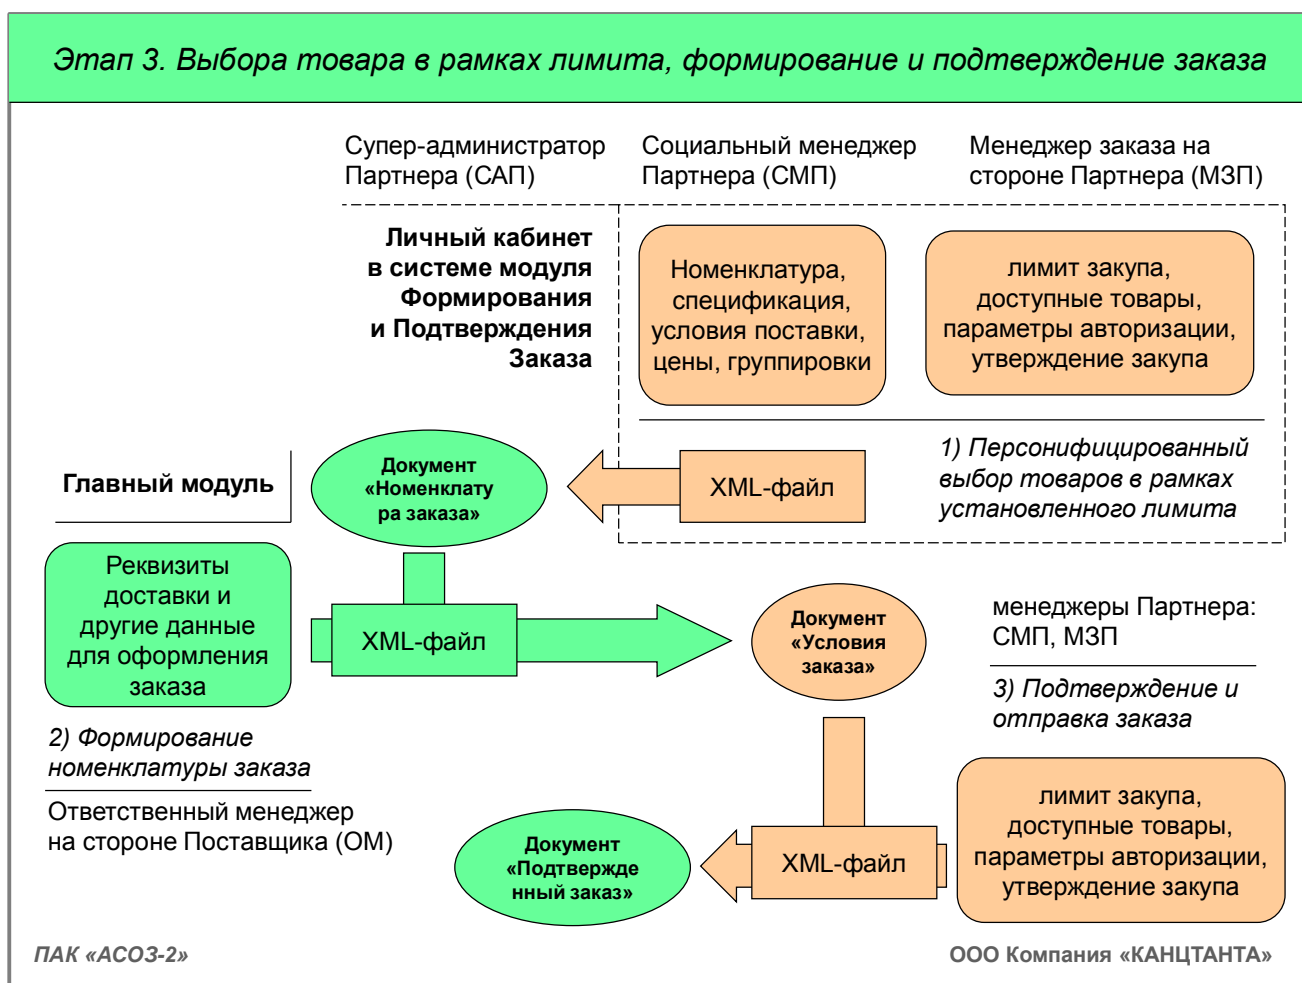 Этап 3. Выбора товара в рамках лимита, формирование и подтверждение заказа
Супер-администратор
Партнера (САП)
Социальный менеджер
Партнера (СМП)
Менеджер заказа на
стороне Партнера (МЗП)
Личный кабинет
в системе модуля
Формирования
и Подтверждения
Заказа
Номенклатура,
спецификация,
условия поставки,
цены, группировки
лимит закупа,
доступные товары,
параметры авторизации,
утверждение закупа
1) Персонифицированный
выбор товаров в рамках
установленного лимита
XML-файл
Документ
«Номенклату
ра заказа»
Главный модуль
Реквизиты
доставки и
другие данные
для оформления
заказа
XML-файл
Документ
«Условия
заказа»
менеджеры Партнера:
СМП, МЗП
3) Подтверждение и
отправка заказа
2) Формирование
номенклатуры заказа
Ответственный менеджер
на стороне Поставщика (ОМ)
лимит закупа,
доступные товары,
параметры авторизации,
утверждение закупа
XML-файл
Документ
«Подтвержде
нный заказ»
ПАК «АСОЗ-2»
ООО Компания «КАНЦТАНТА»